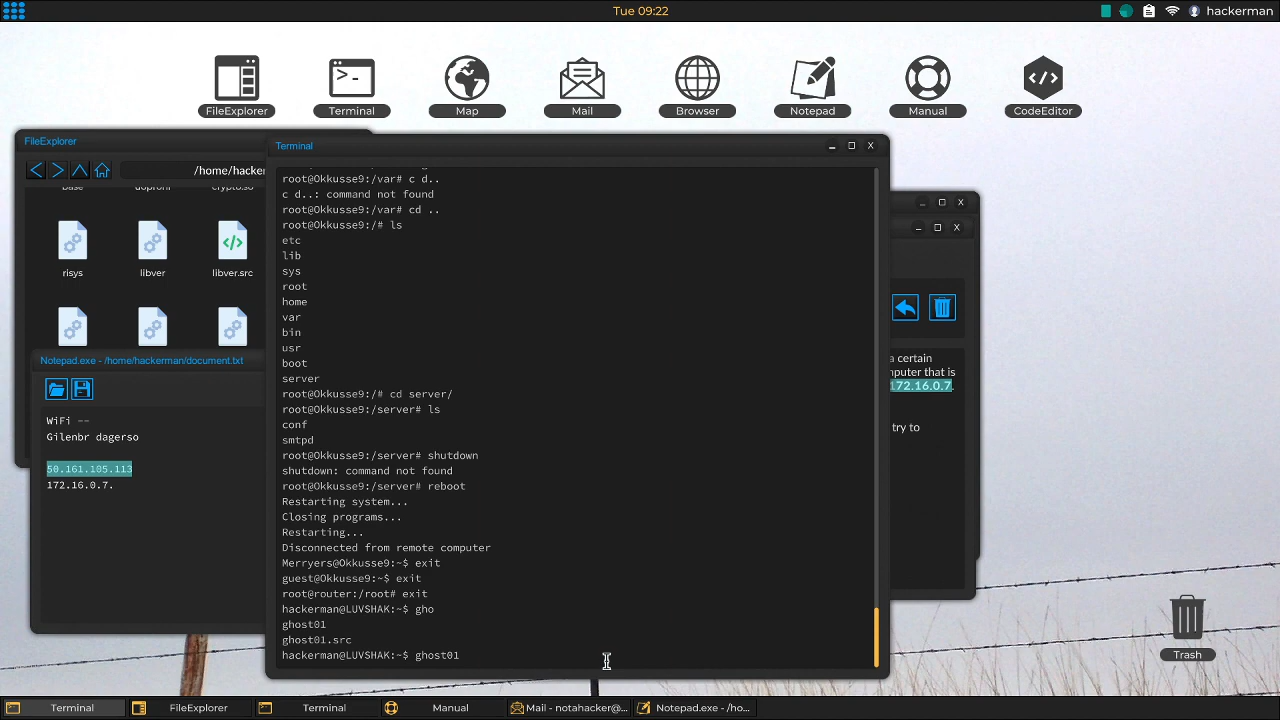 Tue 09:22
hackerman
FileExplorer
Terminal
Map
Mail
Browser
Notepad
Manual
CodeEditor
FileExplorer
/home/hacker
risys
libver
libver.src
Notepad.exe - /home/hackerman/document.txt
WiFi --
Gilenbr dagerso
50.161.105.113
172.16.0.7.
Terminal
root@Okkusse9:/var# c d..
c d..: command not found
root@Okkusse9:/var# cd ..
root@Okkusse9:/# ls
etc
lib
sys
root
home
var
bin
usr
boot
server
root@Okkusse9:/# cd server/
root@Okkusse9:/server# ls
conf
smtpd
root@Okkusse9:/server# shutdown
shutdown: command not found
root@Okkusse9:/server# reboot
Restarting system...
Closing programs...
Restarting...
Disconnected from remote computer
Merryers@Okkusse9:~$ exit
guest@Okkusse9:~$ exit
root@router:/root# exit
hackerman@LUVSHAK:~$ gho
ghost01
ghost01.src
hackerman@LUVSHAK:~$ ghost01
a certain
nputer that is
172.16.0.7.
try to
Trash
Terminal
FileExplorer
Terminal
Manual
Mail - notahacker@...
Notepad.exe - /ho...